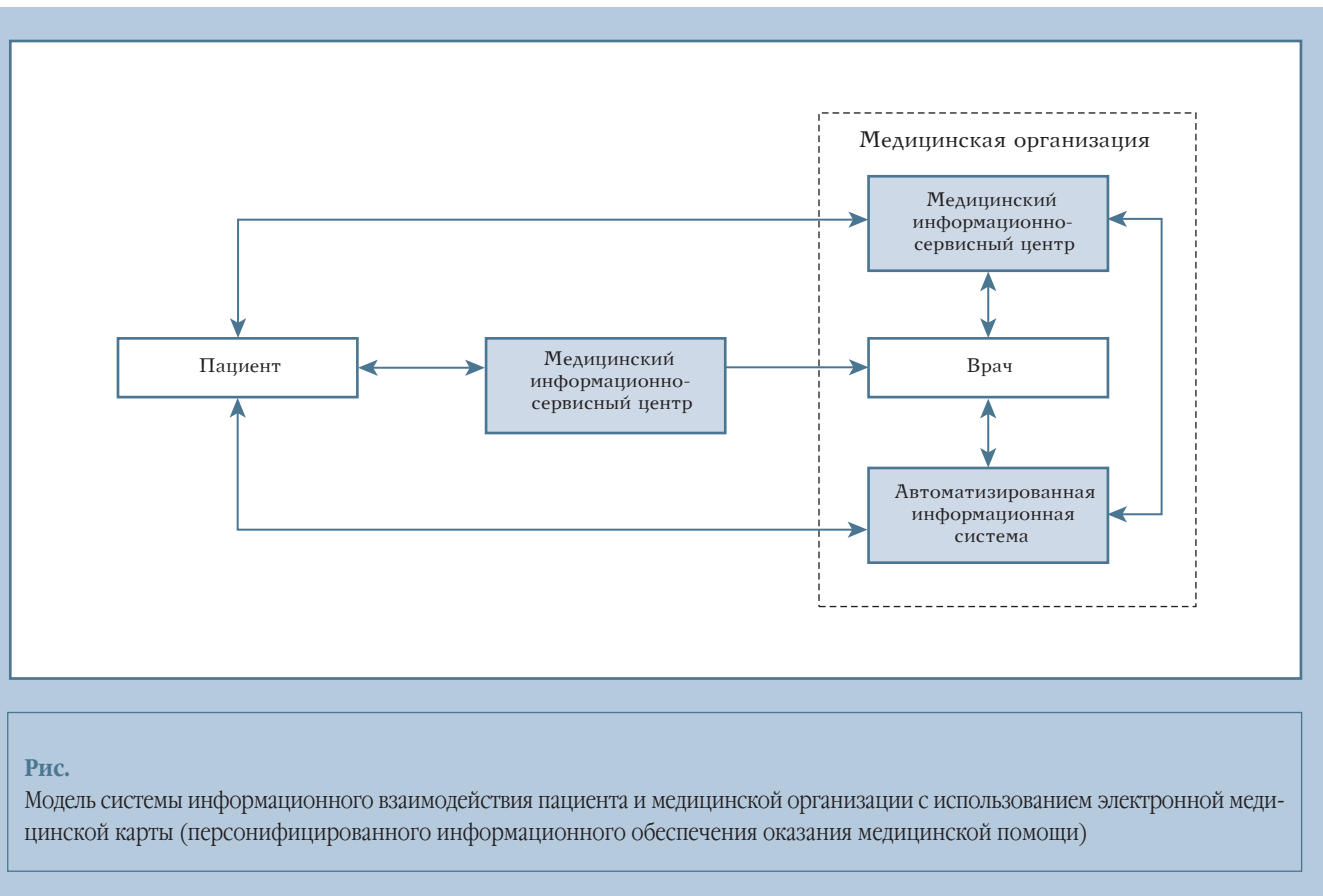 Медицинская организация
Медицинский
информационно-
сервисный центр
Пациент
Медицинский
информационно-
сервисный центр
Врач
Автоматизированная
информационная
система
Рис.
Модель системы информационного взаимодействия пациента и медицинской организации с использованием электронной меди-
цинской карты (персонифицированного информационного обеспечения оказания медицинской помощи)